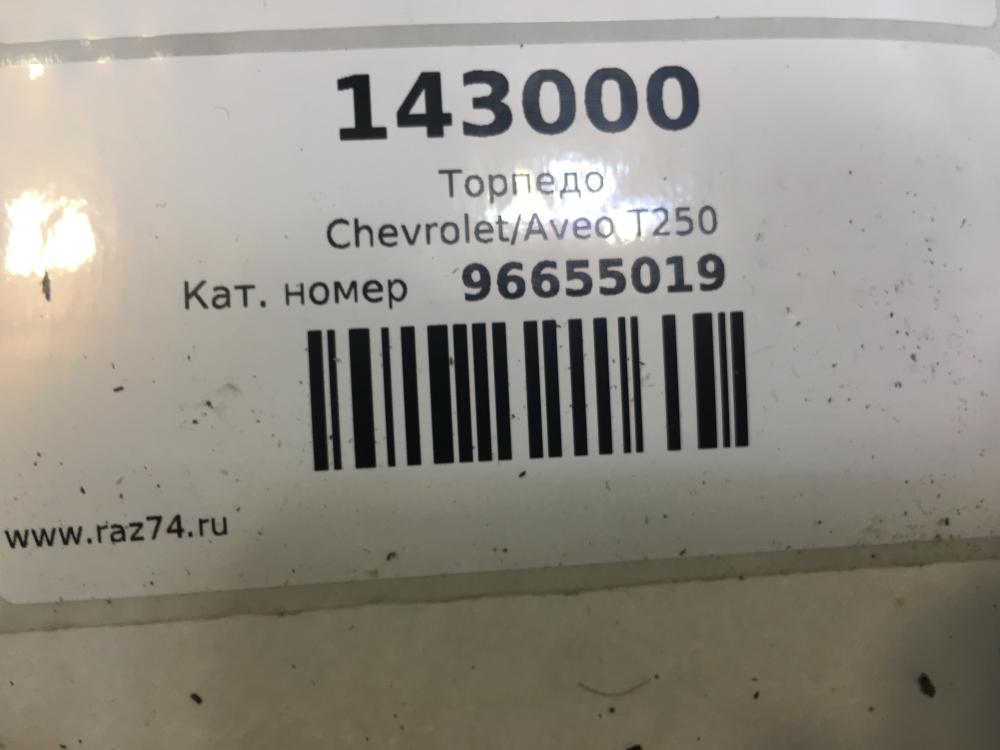 143000
Торпедо
Chevrolet/Aveo T250
Кат. номер 96655019
www.raz74.ru